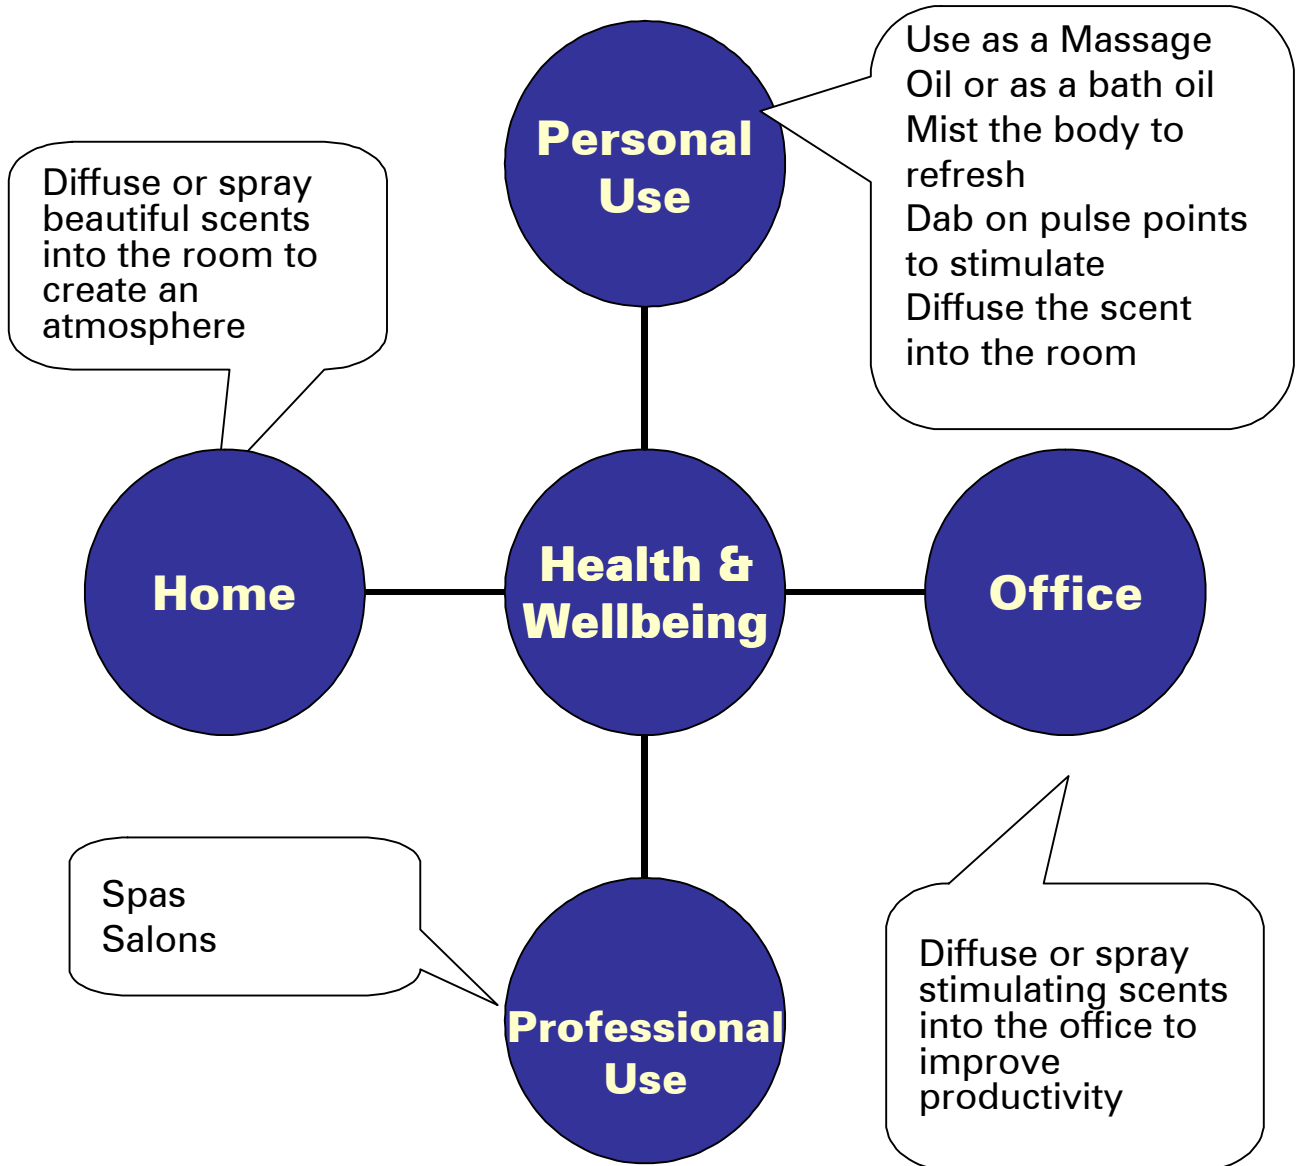 Personal
Use
Use as a Massage
Oil or as a bath oil
Mist the body to
refresh
Dab on pulse points
to stimulate
Diffuse the scent
into the room
Diffuse or spray
beautiful scents
into the room to
create an
atmosphere
Home
Health &
Wellbeing
Office
Spas
Salons
Professional
Use
Diffuse or spray
stimulating scents
into the office to
improve
productivity